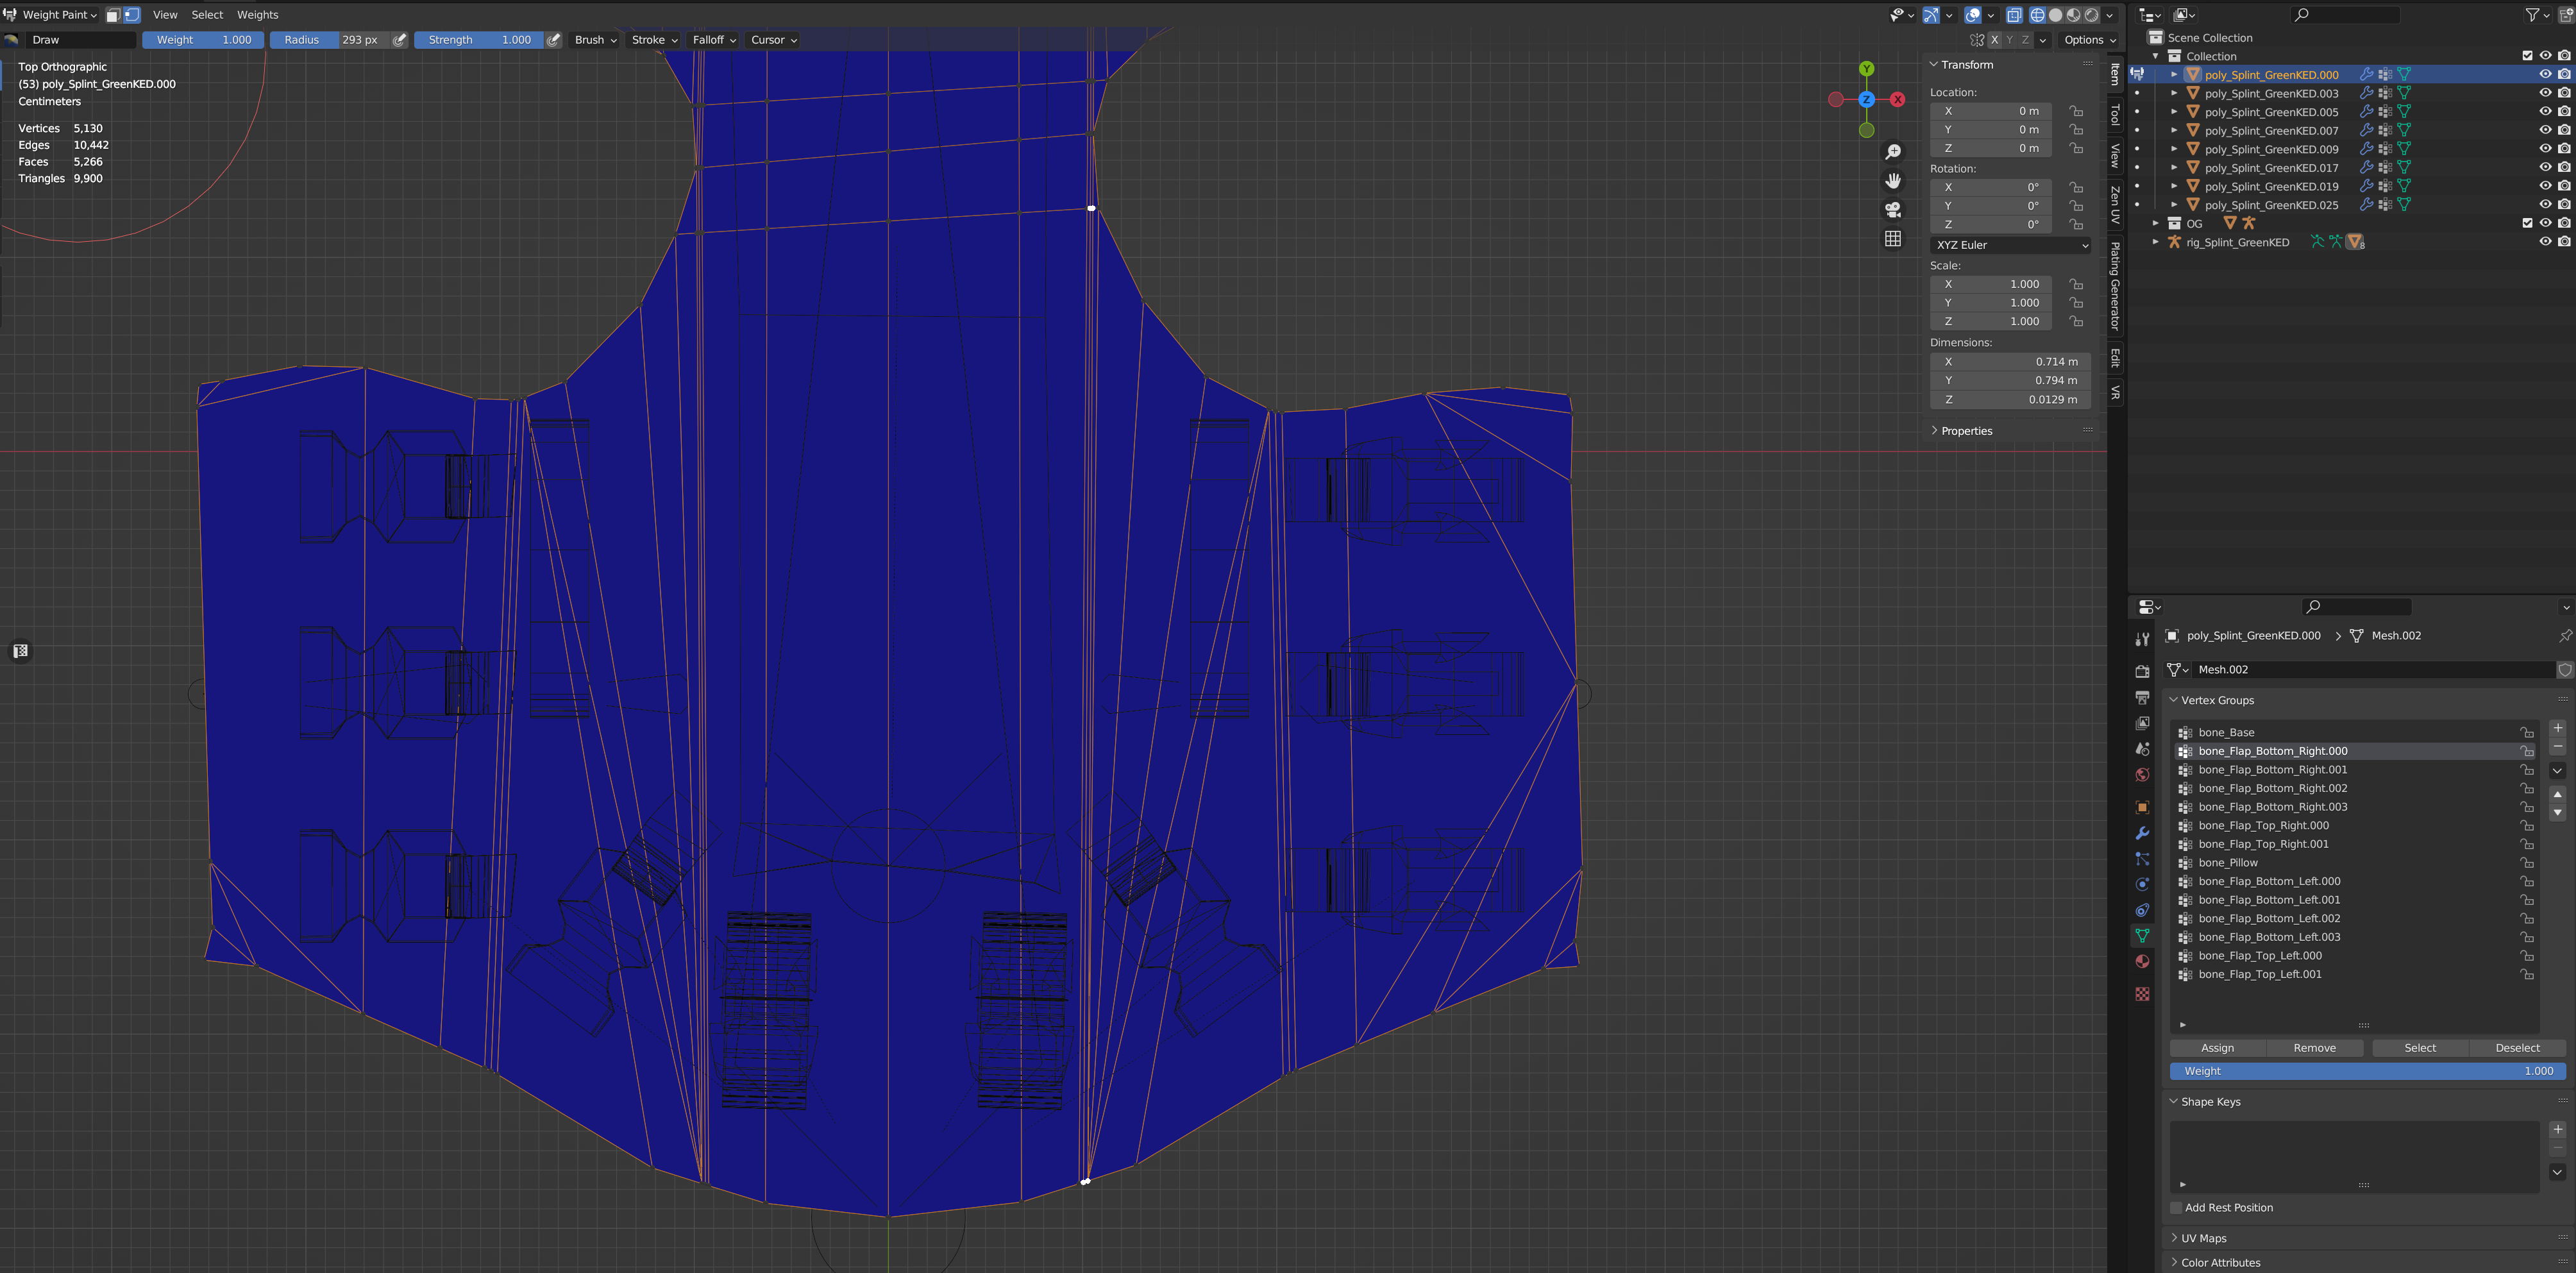 Weight Paint View Select Weights
Draw Weight 1.000 Radius 293 px Strength 1.000 Brush Stroke Falloff Cursor X Y Z Options
Top Orthographic
(53) poly_Splint_GreenKED.000
Centimeters
Vertices 5,130
Edges 10,442
Faces 5,266
Triangles 9,900
Y
Z
X
Transform
Location:
X 0 m
Y 0 m
Z 0 m
Rotation:
X 0°
Y 0°
Z 0°
XYZ Euler
Scale:
X 1.000
Y 1.000
Z 1.000
Dimensions:
X 0.714 m
Y 0.794 m
Z 0.0129 m
Properties
Item
Tool
View
Zen UV
Plating Generator
Edit
VR
Scene Collection
Collection
poly_Splint_GreenKED.000
poly_Splint_GreenKED.003
poly_Splint_GreenKED.005
poly_Splint_GreenKED.007
poly_Splint_GreenKED.009
poly_Splint_GreenKED.017
poly_Splint_GreenKED.019
poly_Splint_GreenKED.025
OG
rig_Splint_GreenKED 8
poly_Splint_GreenKED.000 Mesh.002
Mesh.002
Vertex Groups
bone_Base
bone_Flap_Bottom_Right.000
bone_Flap_Bottom_Right.001
bone_Flap_Bottom_Right.002
bone_Flap_Bottom_Right.003
bone_Flap_Top_Right.000
bone_Flap_Top_Right.001
bone_Pillow
bone_Flap_Bottom_Left.000
bone_Flap_Bottom_Left.001
bone_Flap_Bottom_Left.002
bone_Flap_Bottom_Left.003
bone_Flap_Top_Left.000
bone_Flap_Top_Left.001
Assign Remove Select Deselect
Weight 1.000
Shape Keys
Add Rest Position
UV Maps
Color Attributes